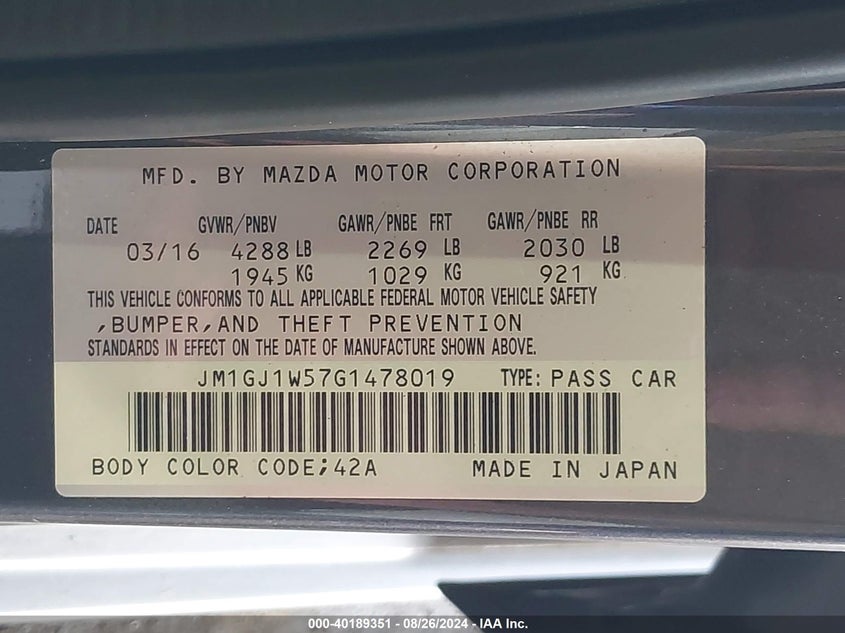 MFD. BY MAZDA MOTOR CORPORATION
DATE GVWR/PNBV GAWR/PNBE FRT GAWR/PNBE RR
03/16 4288 LB 2269 LB 2030 LB
1945 KG 1029 KG 921 KG
THIS VEHICLE CONFORMS TO ALL APPLICABLE FEDERAL MOTOR VEHICLE SAFETY
,BUMPER,AND THEFT PREVENTION
STANDARDS IN EFFECT ON THE DATE OF MANUFACTURE SHOWN ABOVE.
JM1GJ1W57G1478019 TYPE: PASS CAR
BODY COLOR CODE;42A MADE IN JAPAN
000-40189351 - 08/26/2024 - IAA Inc.